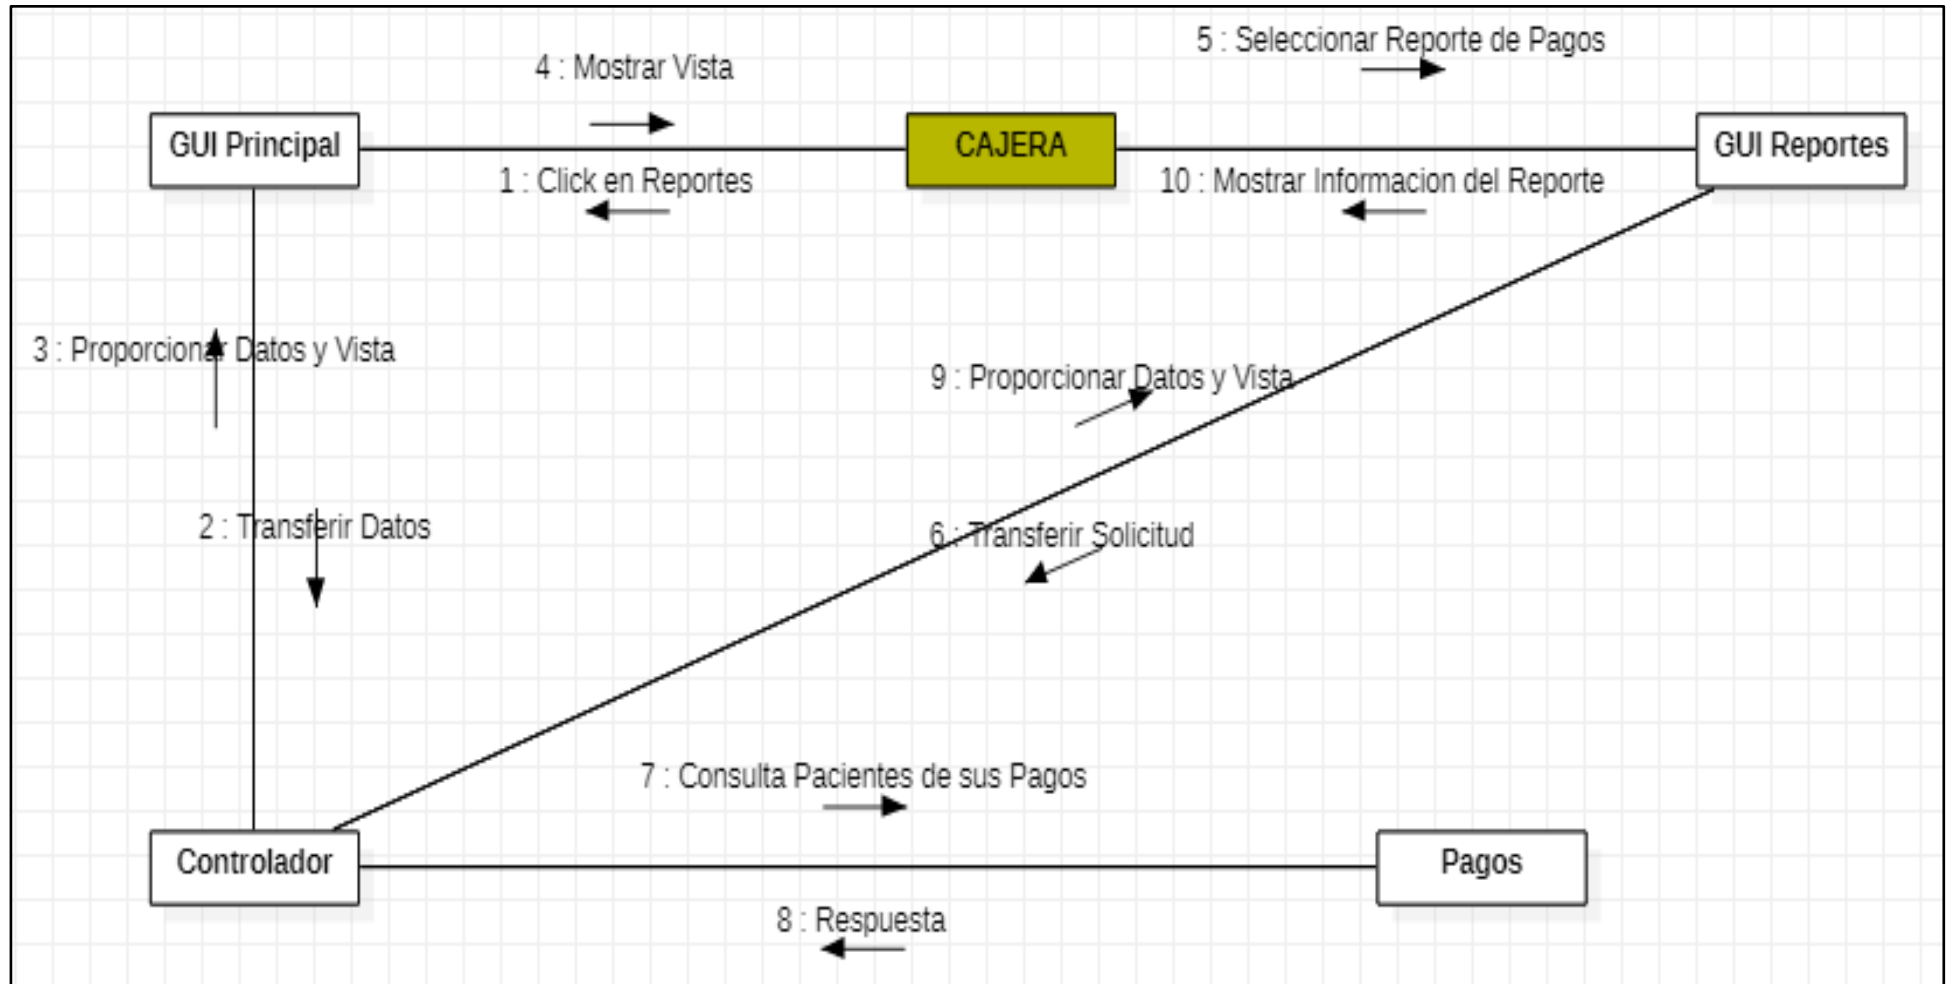 5 : Seleccionar Reporte de Pagos
4 : Mostrar Vista
GUI Principal
CAJERA
GUI Reportes
1 : Click en Reportes
10 : Mostrar Informacion del Reporte
3 : Proporcionar Datos y Vista
9 : Proporcionar Datos y Vista
2 : Transferir Datos
6 : Transferir Solicitud
7 : Consulta Pacientes de sus Pagos
Controlador
Pagos
8 : Respuesta